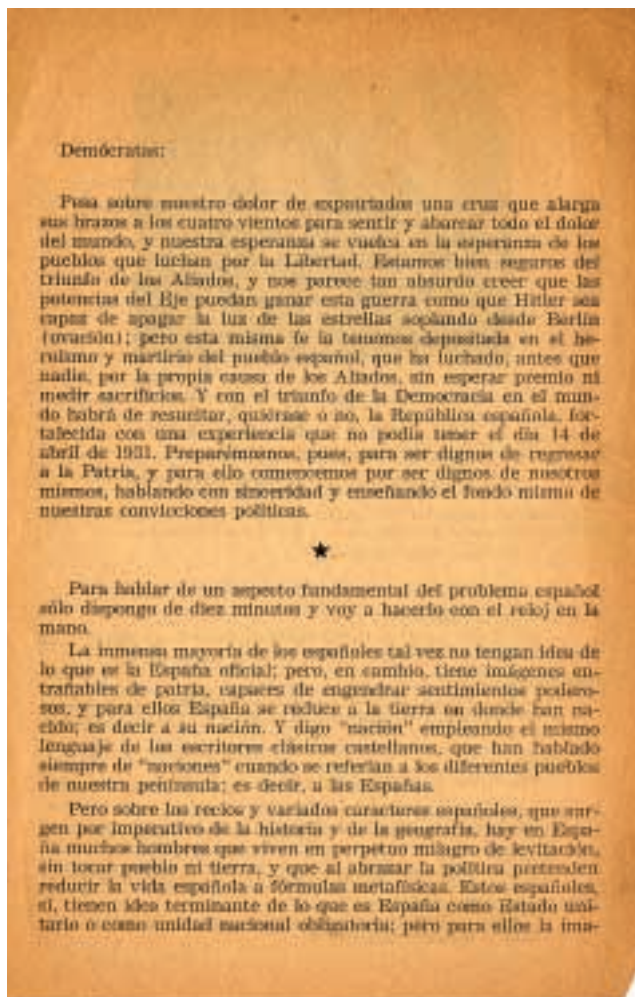 Demócratas:
Pesa sobre nuestro dolor de expatriados una cruz que alarga
sus brazos a los cuatro vientos para sentir y abarcar todo el dolor
del mundo, y nuestra esperanza se vuelca en la esperanza de los
pueblos que luchan por la Libertad. Estamos bien seguros del
triunfo de los Aliados, y nos parece tan absurdo creer que las
potencias del Eje puedan ganar esta guerra como que Hitler sea
capaz de apagar la luz de las estrellas soplando desde Berlín
(ovación); pero esta misma fe la tenemos depositada en el he-
roísmo y martirio del pueblo español, que ha luchado, antes que
nadie, por la propia causa de los Aliados, sin esperar premio ni
medir sacrificios. Y con el triunfo de la Democracia en el mun-
do habrá de resucitar, quiérase o no, la República española, for-
talecida con una experiencia que no podía tener el día 14 de
abril de 1931. Preparémosnos, pues, para ser dignos de regresar
a la Patria, y para ello comencemos por ser dignos de nosotros
mismos, hablando con sinceridad y enseñando el fondo mismo de
nuestras convicciones políticas.
★
Para hablar de un aspecto fundamental del problema español
sólo dispongo de diez minutos y voy a hacerlo con el reloj en la
mano.
La inmensa mayoría de los españoles tal vez no tengan idea de
lo que es la España oficial; pero, en cambio, tiene imágenes en-
trañables de patria, capaces de engendrar sentimientos podero-
sos, y para ellos España se reduce a la tierra en donde han na-
cido; es decir a su nación. Y digo "nación" empleando el mismo
lenguaje de los escritores clásicos castellanos, que han hablado
siempre de "naciones" cuando se referían a los diferentes pueblos
de nuestra península; es decir, a las Españas.
Pero sobre los recios y variados caracteres españoles, que sur-
gen por imperativo de la historia y de la geografía, hay en Espa-
ña muchos hombres que viven en perpetuo milagro de levitación,
sin tocar pueblo ni tierra, y que al abrazar la política pretenden
reducir la vida española a fórmulas metafísicas. Estos españoles,
sí, tienen idea terminante de lo que es España como Estado uni-
tario o como unidad nacional obligatoria; pero para ellos la ima-